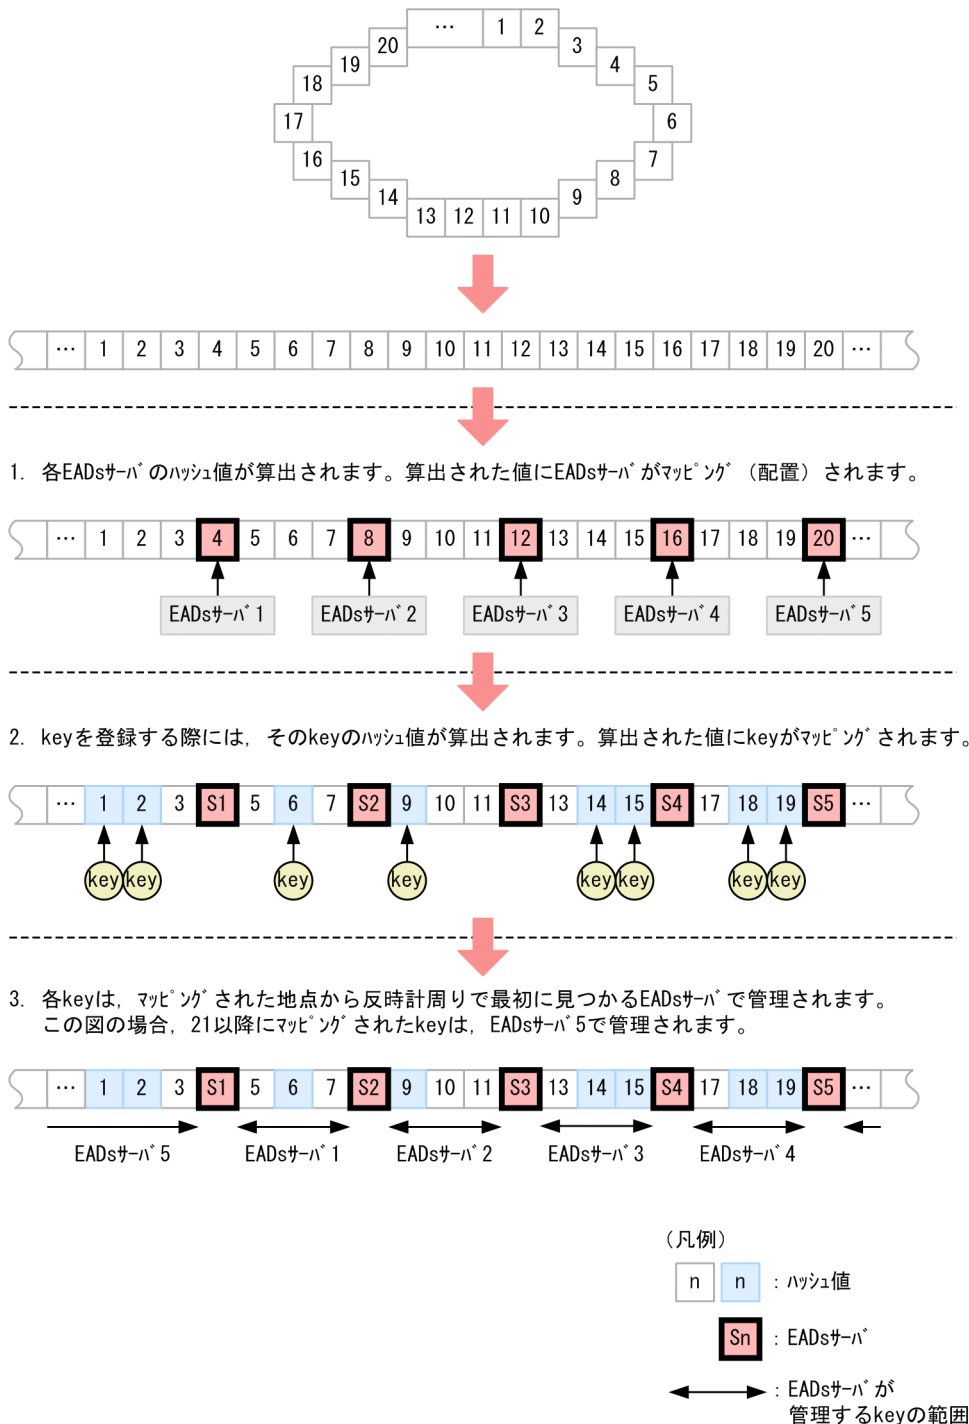 … 1 2
20 3
19 4
18 5
17 6
16 7
15 8
14 9
13 12 11 10
… 1 2 3 4 5 6 7 8 9 10 11 12 13 14 15 16 17 18 19 20 …
1. 各EADsサーバのハッシュ値が算出されます。算出された値にEADsサーバがマッピング（配置）されます。
… 1 2 3 4 5 6 7 8 9 10 11 12 13 14 15 16 17 18 19 20 …
EADsサーバ1 EADsサーバ2 EADsサーバ3 EADsサーバ4 EADsサーバ5
2. keyを登録する際には，そのkeyのハッシュ値が算出されます。算出された値にkeyがマッピングされます。
… 1 2 3 S1 5 6 7 S2 9 10 11 S3 13 14 15 S4 17 18 19 S5 …
key key key key key key key key
3. 各keyは，マッピングされた地点から反時計周りで最初に見つかるEADsサーバで管理されます。
この図の場合，21以降にマッピングされたkeyは，EADsサーバ5で管理されます。
… 1 2 3 S1 5 6 7 S2 9 10 11 S3 13 14 15 S4 17 18 19 S5 …
EADsサーバ5 EADsサーバ1 EADsサーバ2 EADsサーバ3 EADsサーバ4
（凡例）
n n ：ハッシュ値
Sn ：EADsサーバ
：EADsサーバが
管理するkeyの範囲